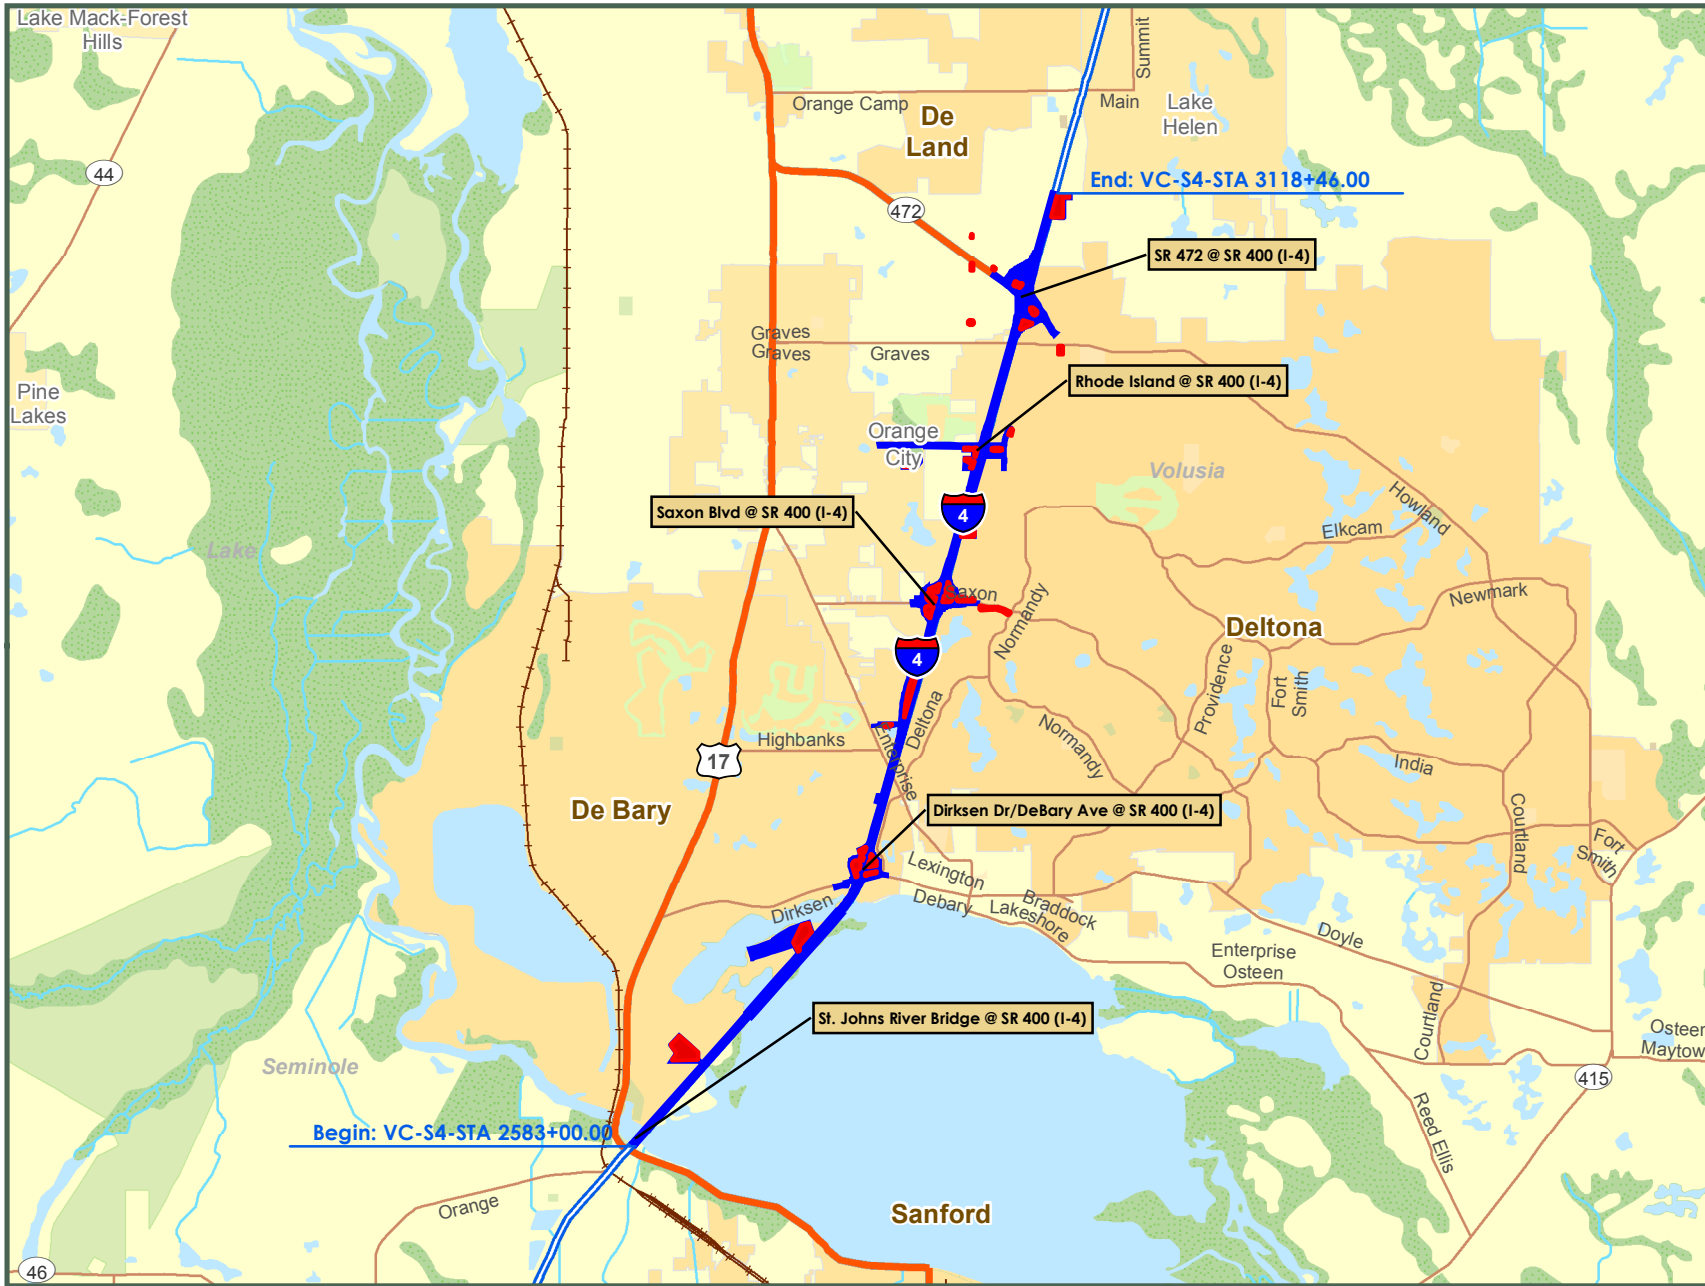 Lake Mack-Forest
Hills
Summit
Orange Camp
Main
De
Land
Lake
Helen
44
End: VC-S4-STA 3118+46.00
472
SR 472 @ SR 400 (I-4)
Graves
Graves
Graves
Rhode Island @ SR 400 (I-4)
Pine
Lakes
Orange
City
Volusia
Howland
Elkcam
Saxon Blvd @ SR 400 (I-4)
4
Lake
axon
Normandy
Newmark
Deltona
4
Providence
Fort
Smith
Deltona
Normandy
Enterprise
Highbanks
17
India
De Bary
Dirksen Dr/DeBary Ave @ SR 400 (I-4)
Courtland
Fort
Smith
Lexington
Debary
Braddock
Lakeshore
Dirksen
Doyle
Enterprise
Osteen
St. Johns River Bridge @ SR 400 (I-4)
Courtland
Osteen
Maytow
Seminole
415
Reed Ellis
Begin: VC-S4-STA 2583+00.00
Orange
Sanford
46